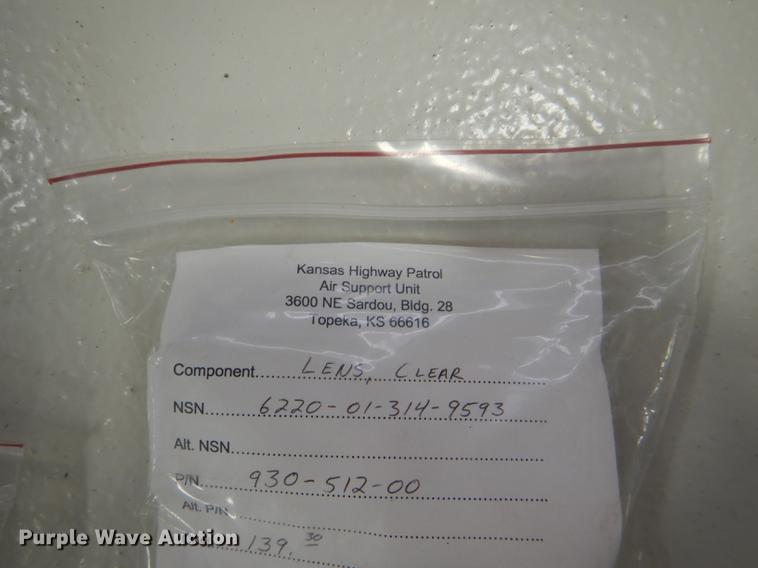 Kansas Highway Patrol
Air Support Unit
3600 NE Sardou, Bldg. 28
Topeka, KS 66616
Component....LENS, CLEAR
NSN....6220-01-314-9593
Alt. NSN....
P/N....930-512-00
Alt. P/N....
139.30
Purple Wave Auction